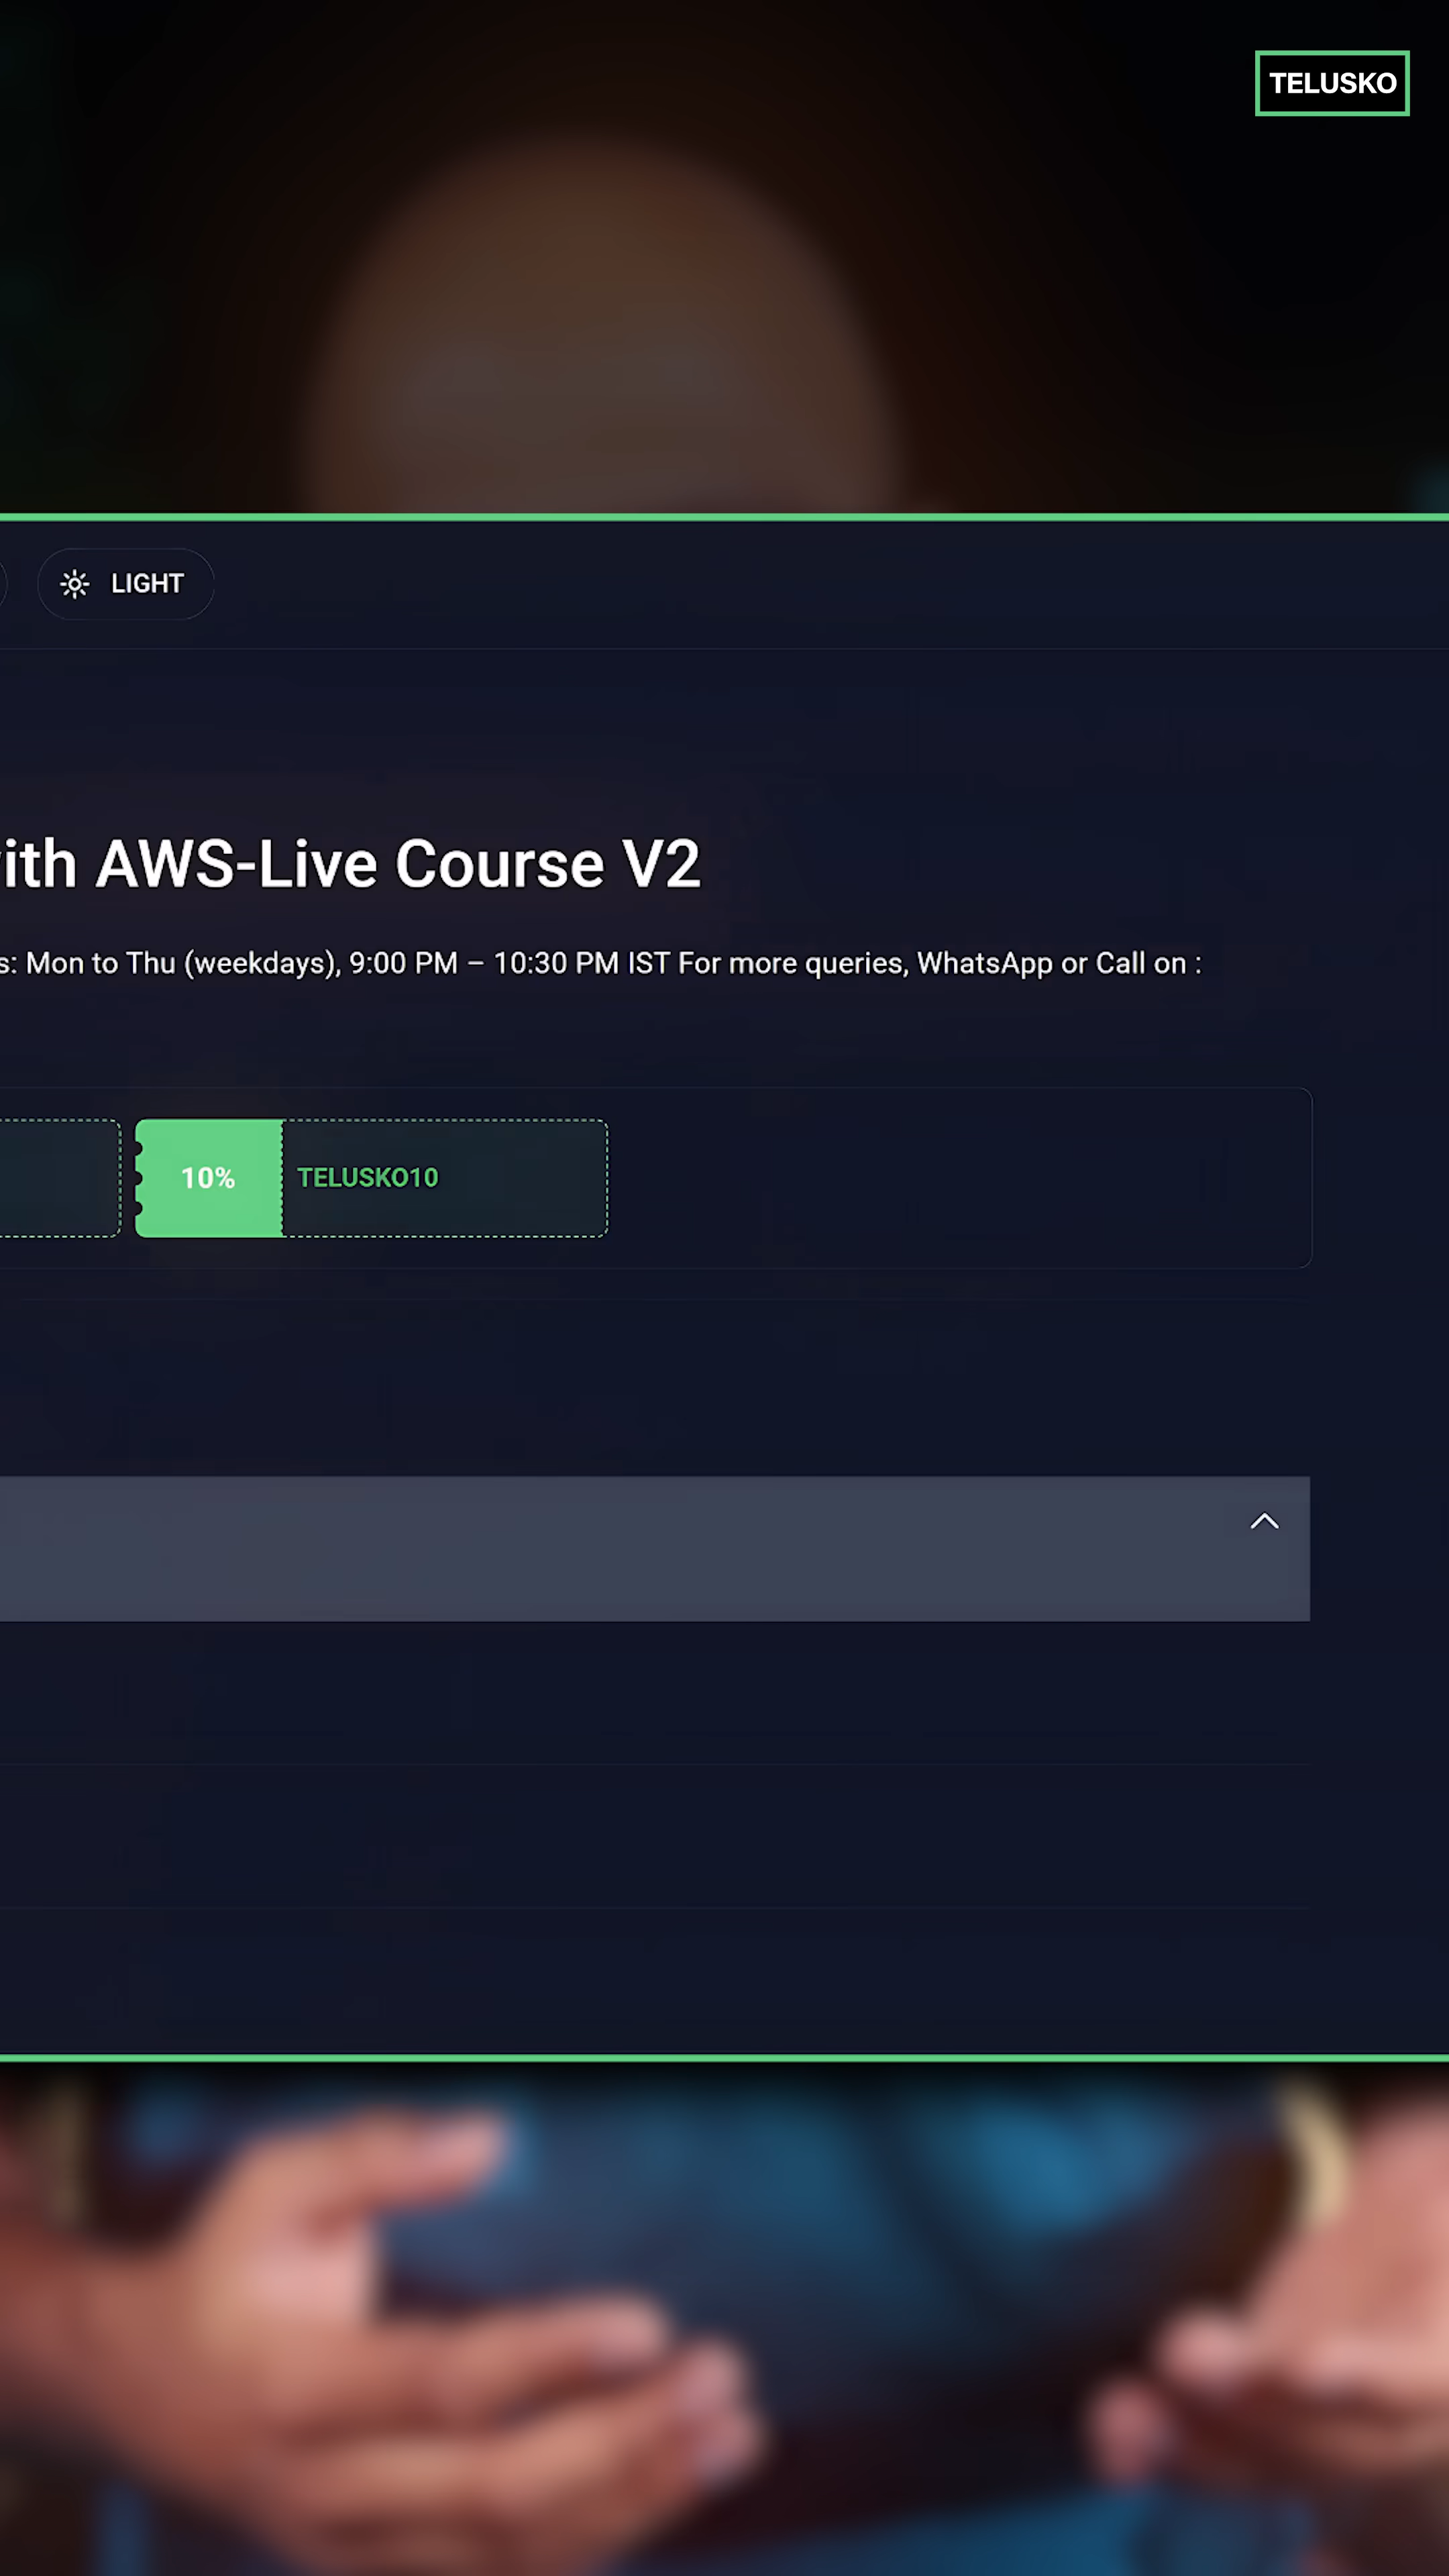 TELUSKO
LIGHT
with AWS-Live Course V2
s: Mon to Thu (weekdays), 9:00 PM – 10:30 PM IST For more queries, WhatsApp or Call on :
10% TELUSKO10